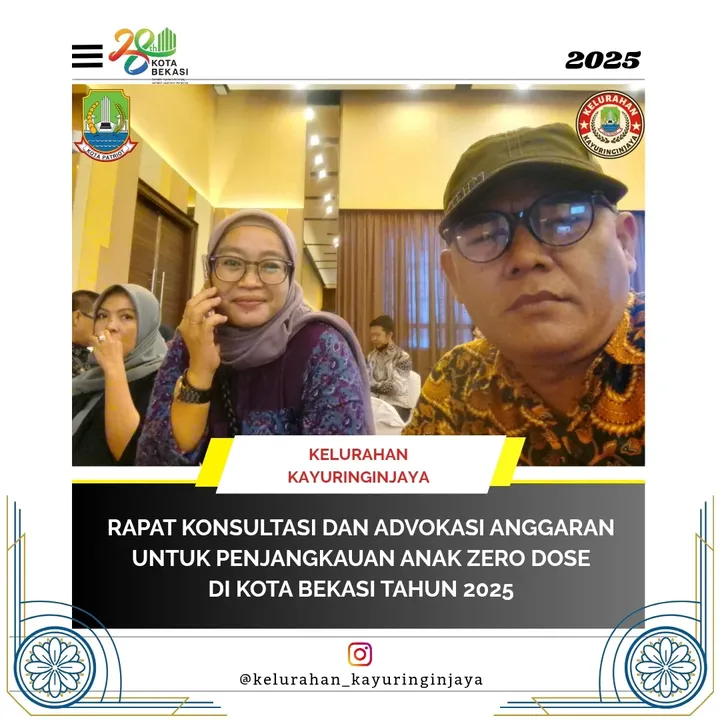 28th
KOTA
BEKASI
2025
KOTA PATRIOT
KELURAHAN
KAYURINGINJAYA
KELURAHAN
KAYURINGINJAYA
RAPAT KONSULTASI DAN ADVOKASI ANGGARAN
UNTUK PENJANGKAUAN ANAK ZERO DOSE
DI KOTA BEKASI TAHUN 2025
@kelurahan_kayuringinjaya